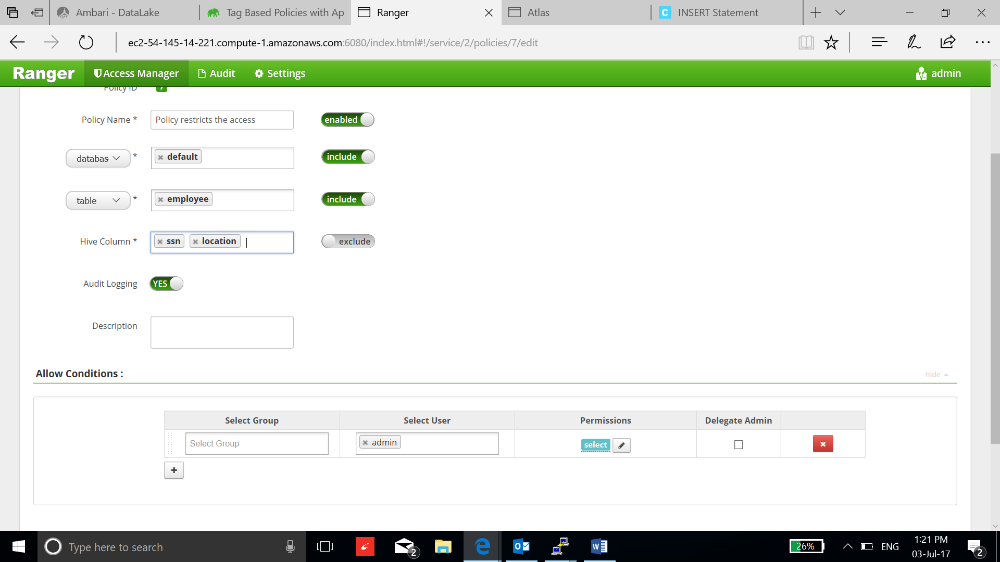 Ambari - DataLake
Tag Based Policies with Ap
Ranger
Atlas
C INSERT Statement
ec2-54-145-14-221.compute-1.amazonaws.com:6080/index.html#!/service/2/policies/7/edit
Ranger Access Manager Audit Settings admin
Policy ID 7
Policy Name * Policy restricts the access enabled
databas * × default include
table * × employee include
Hive Column * × ssn × location exclude
Audit Logging YES
Description
Allow Conditions : hide
Select Group Select User Permissions Delegate Admin
Select Group × admin select
+
Type here to search
2
26% ENG 1:21 PM
03-Jul-17 2